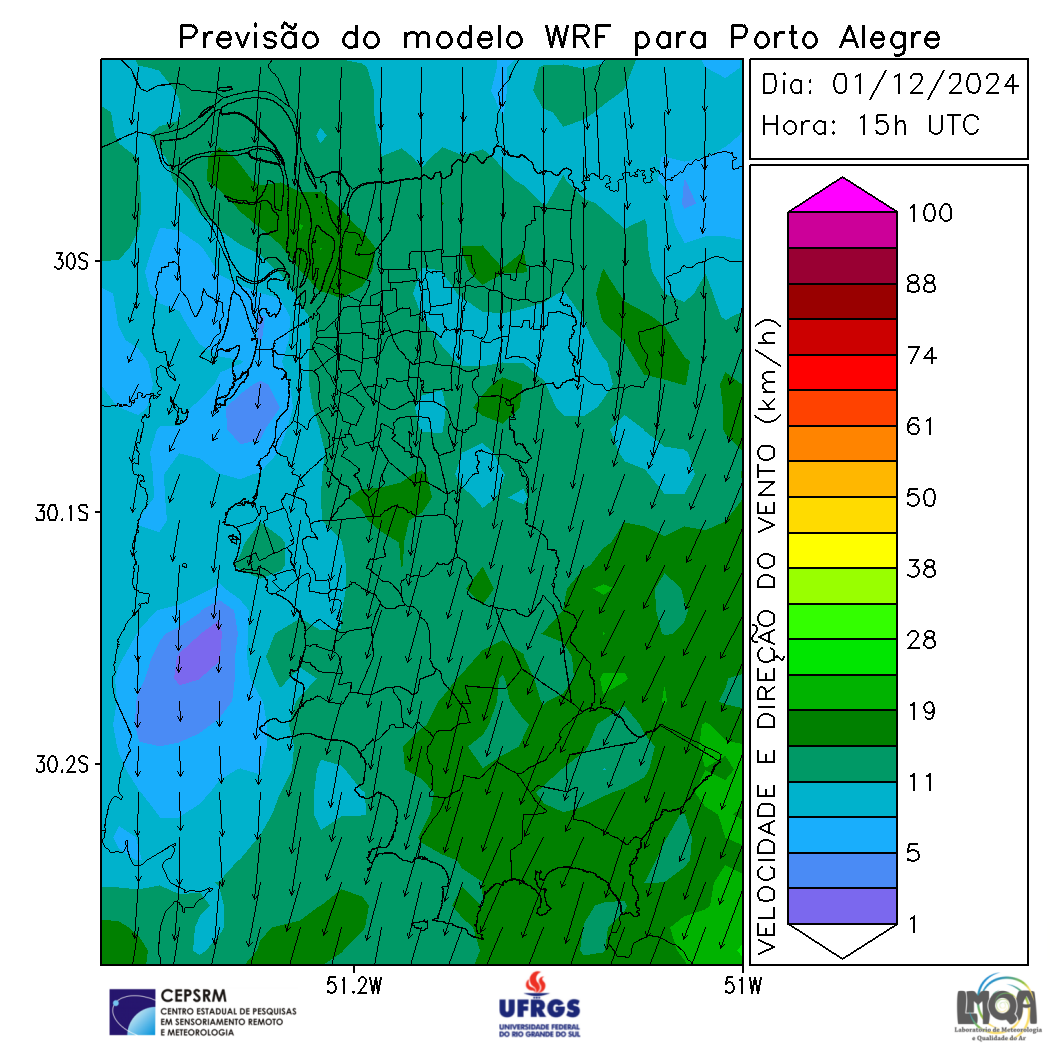 Previsão do modelo WRF para Porto Alegre
Dia: 01/12/2024
Hora: 15h UTC
30S
30.1S
30.2S
51.2W
51W
VELOCIDADE E DIREÇÃO DO VENTO (km/h)
100
88
74
61
50
38
28
19
11
5
1
CEPSRM
CENTRO ESTADUAL DE PESQUISAS
EM SENSORIAMENTO REMOTO
E METEOROLOGIA
UFRGS
UNIVERSIDADE FEDERAL
DO RIO GRANDE DO SUL
LMQA
Laboratório de Meteorologia
e Qualidade do Ar